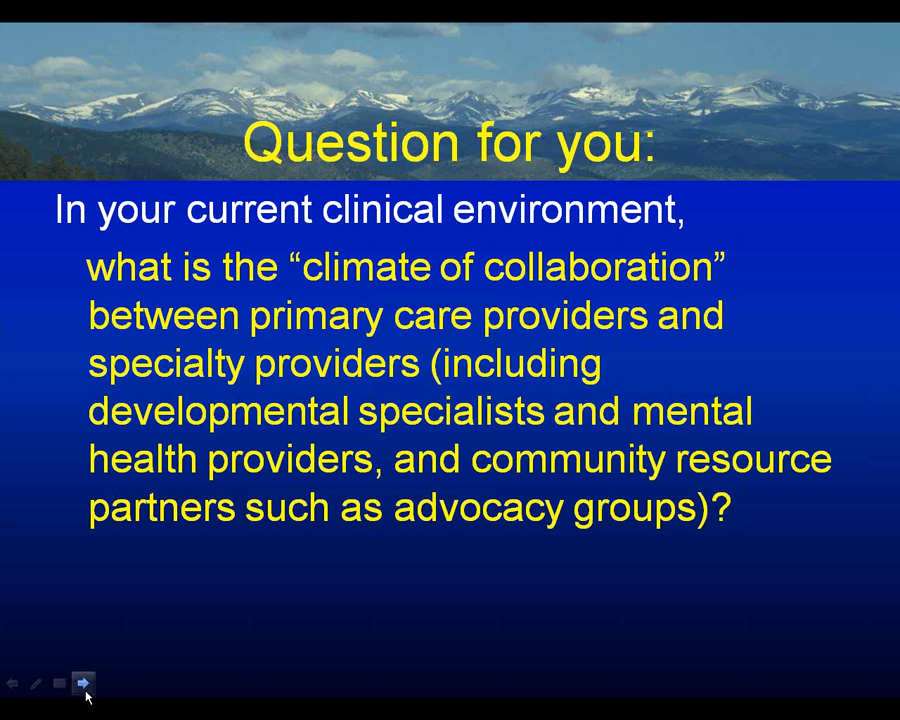 Question for you:
In your current clinical environment,
what is the “climate of collaboration”
between primary care providers and
specialty providers (including
developmental specialists and mental
health providers, and community resource
partners such as advocacy groups)?